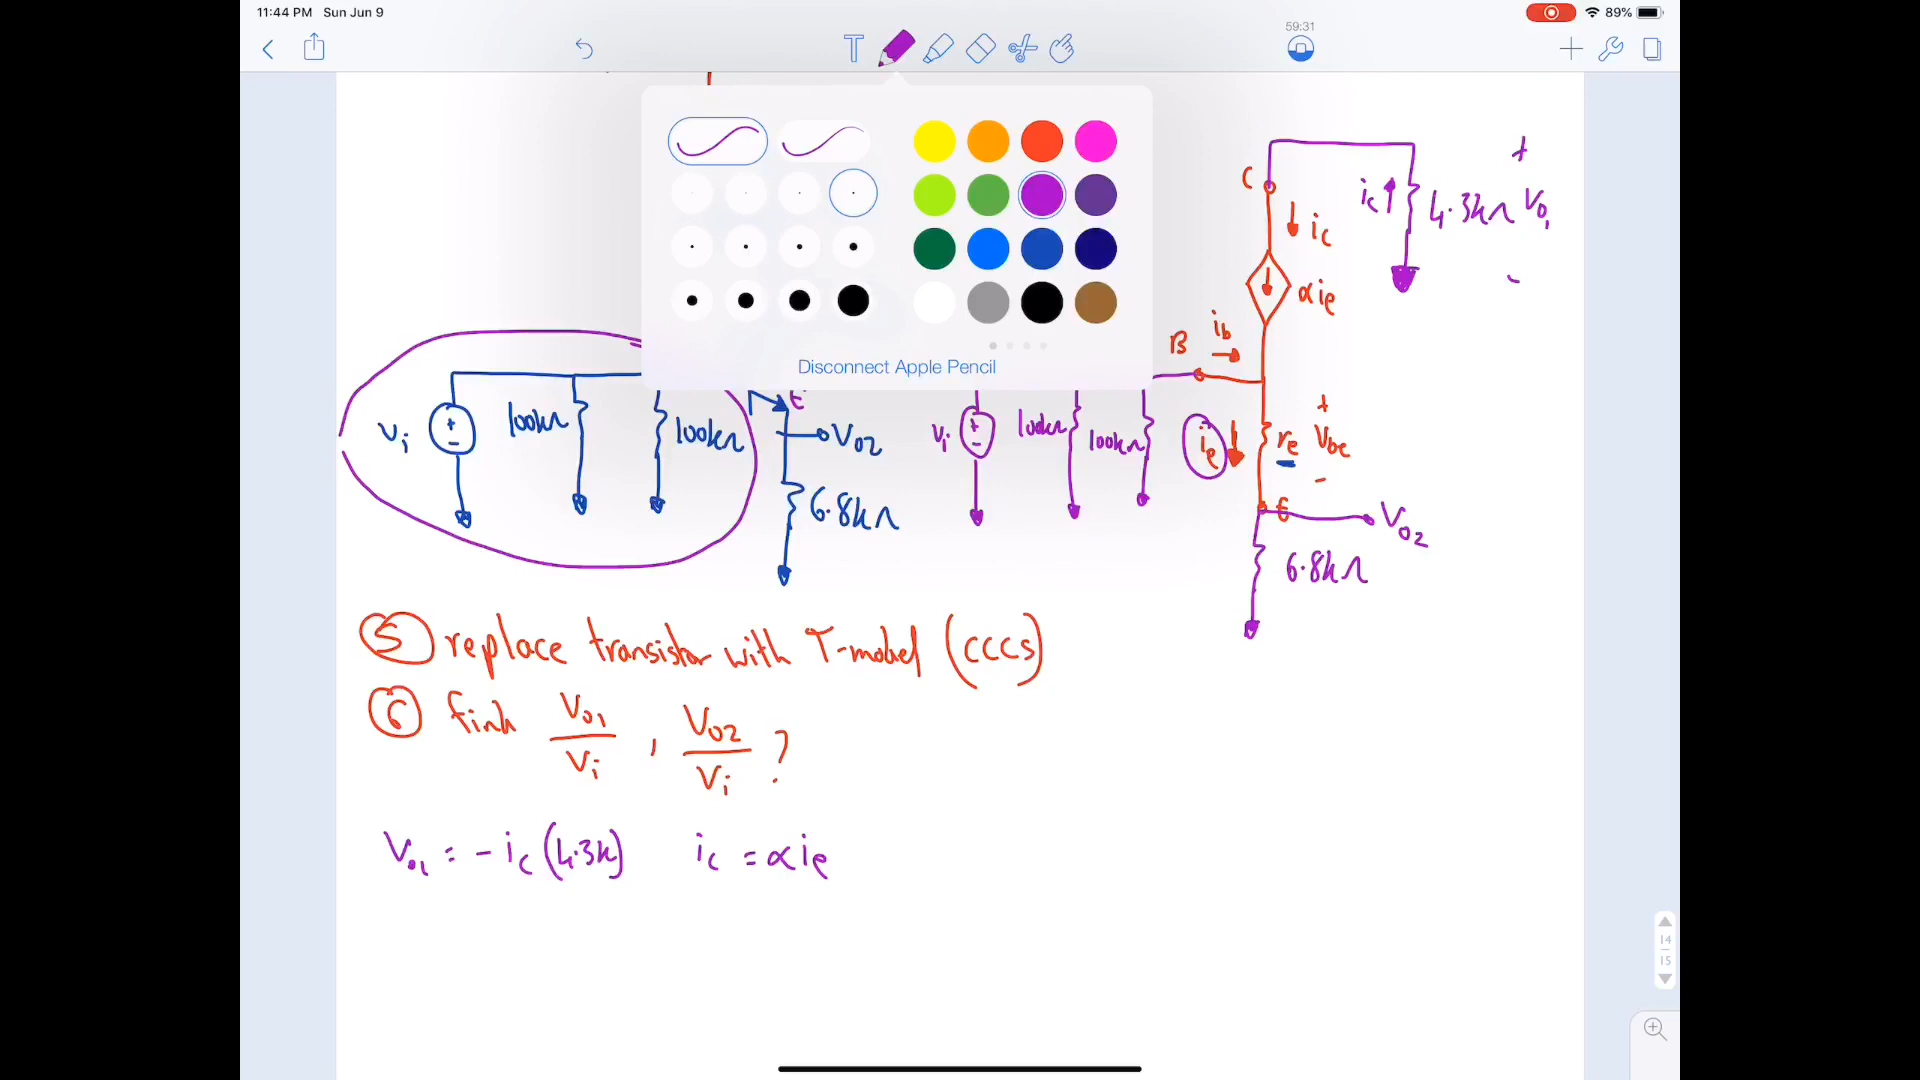 11:44 PM Sun Jun 9
89%
59:31
T
Disconnect Apple Pencil
C
ic
ic
4.3kΩ
+
Vo1
-
αie
B
ib
Vi
+
-
100kΩ
100kΩ
E
Vo2
6.8kΩ
Vi
+
-
100kΩ
100kΩ
ie
re
+
Vbe
-
E
Vo2
6.8kΩ
5 replace transistor with T-model (CCCS)
6 find Vo1/Vi , Vo2/Vi ?
Vo1 = -ic (4.3k) ic = αie
14
15